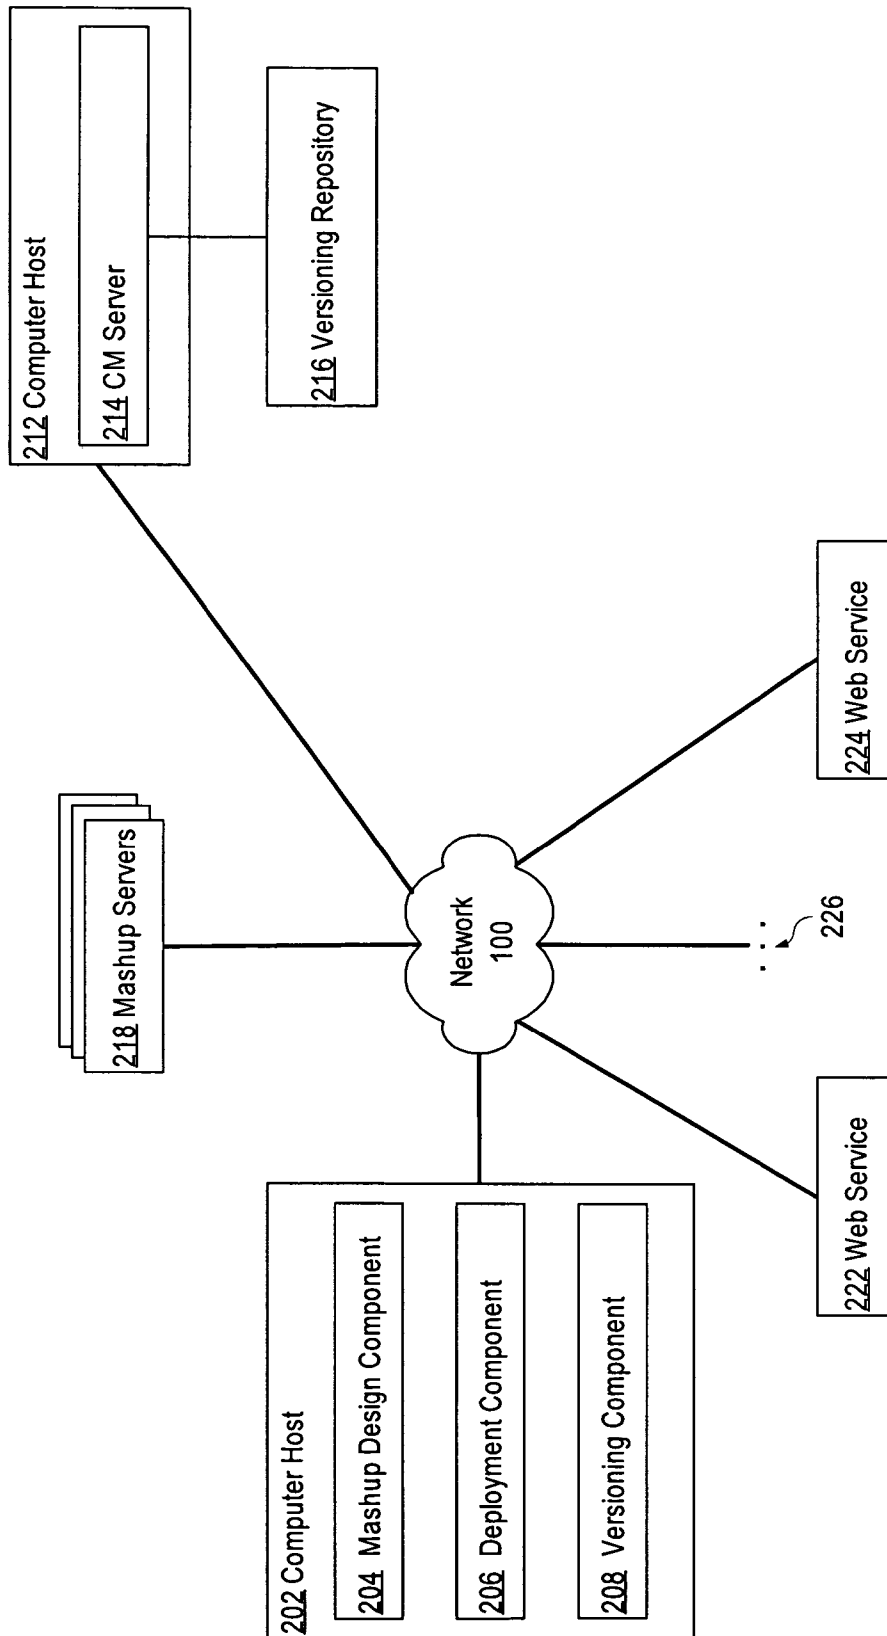 202 Computer Host
204 Mashup Design Component
206 Deployment Component
208 Versioning Component
218 Mashup Servers
Network
100
212 Computer Host
214 CM Server
216 Versioning Repository
222 Web Service
226
224 Web Service